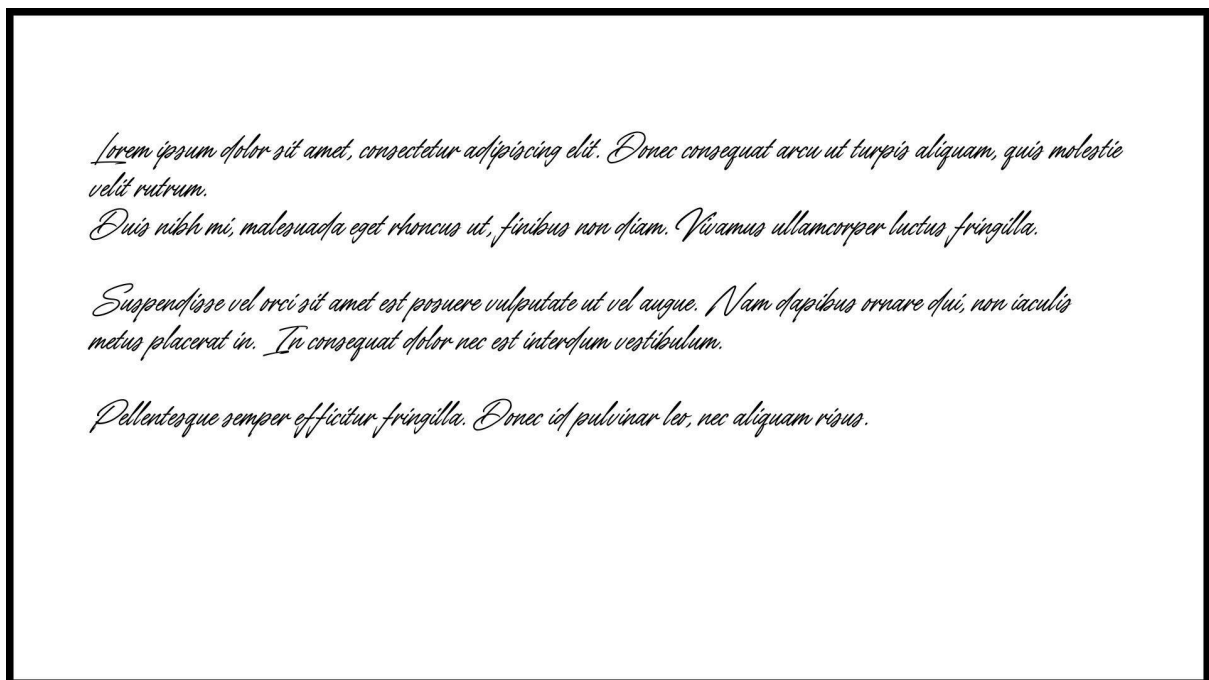 Lorem ipsum dolor sit amet, consectetur adipiscing elit. Donec consequat arcu ut turpis aliquam, quis molestie
velit rutrum.
Duis nibh mi, malesuada eget rhoncus ut, finibus non diam. Vivamus ullamcorper luctus fringilla.
Suspendisse vel orci sit amet est posuere vulputate ut vel augue. Nam dapibus ornare dui, non iaculis
metus placerat in. In consequat dolor nec est interdum vestibulum.
Pellentesque semper efficitur fringilla. Donec id pulvinar leo, nec aliquam risus.